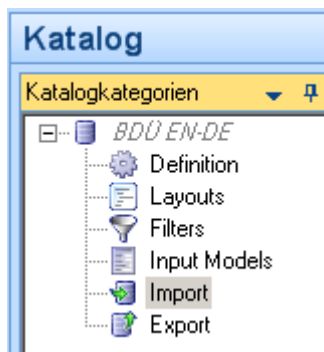 Katalog
Katalogkategorien
BDÜ EN-DE
Definition
Layouts
Filters
Input Models
Import
Export